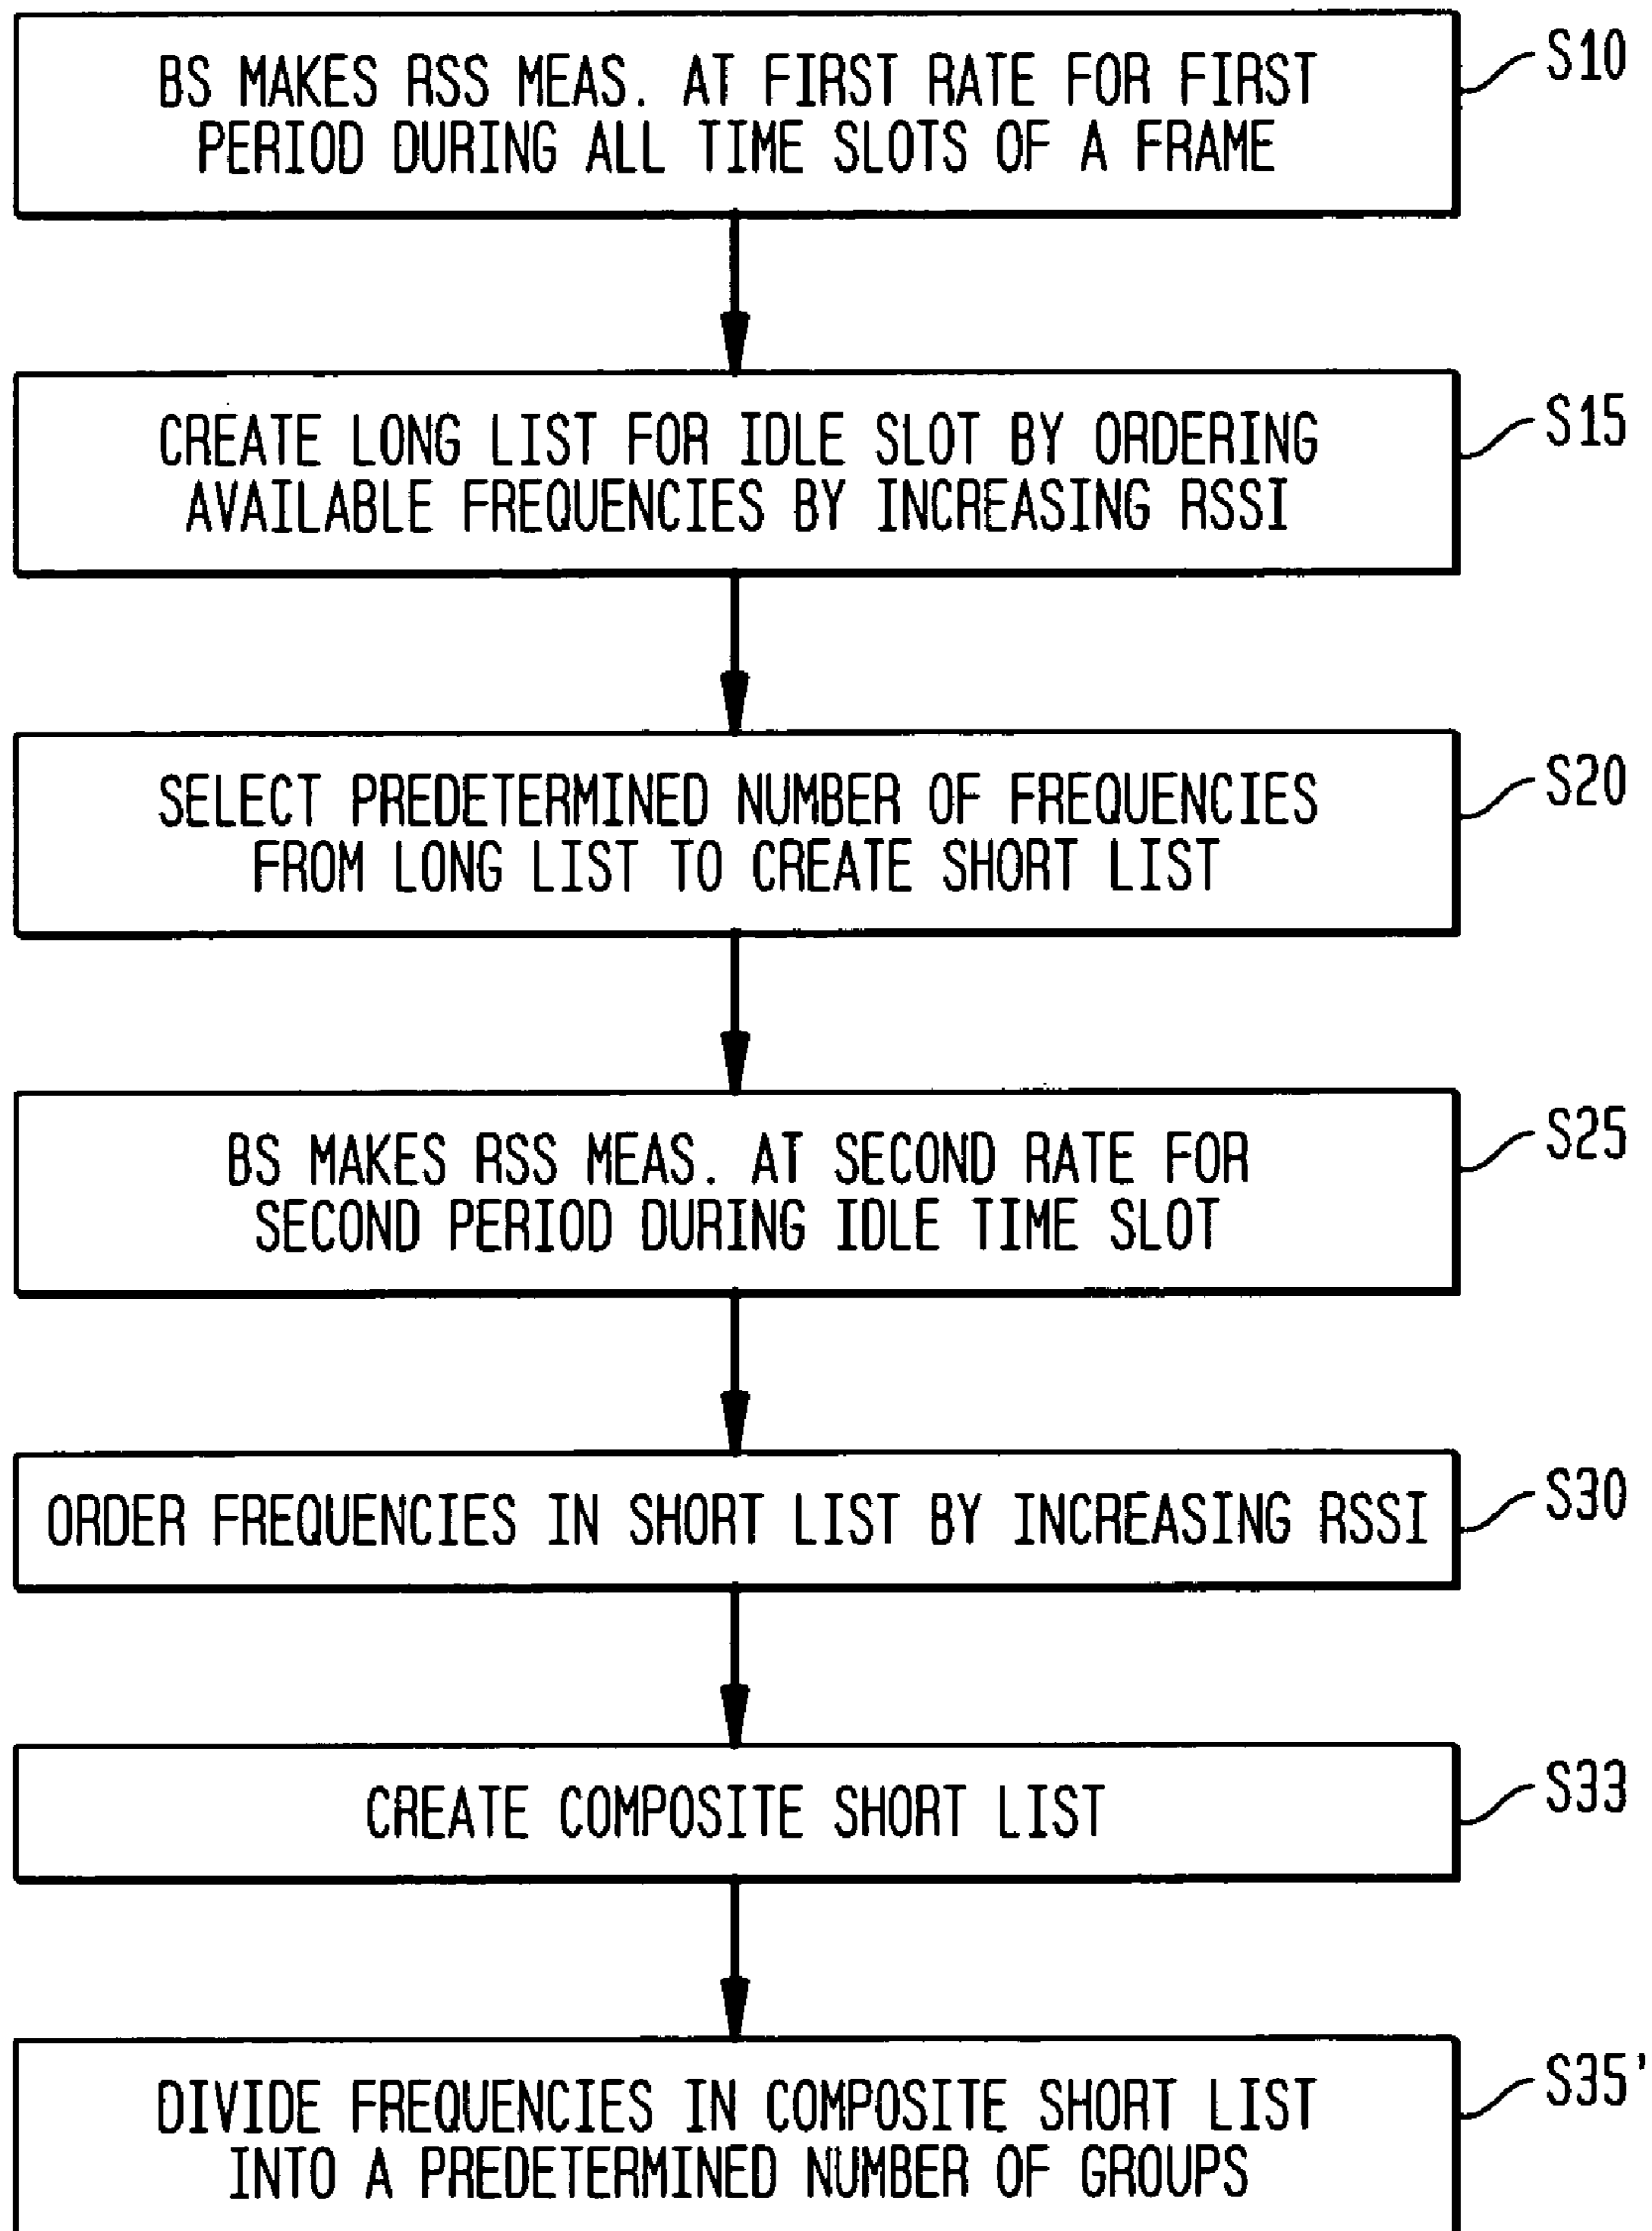 BS MAKES RSS MEAS. AT FIRST RATE FOR FIRST
PERIOD DURING ALL TIME SLOTS OF A FRAME
S10
CREATE LONG LIST FOR IDLE SLOT BY ORDERING
AVAILABLE FREQUENCIES BY INCREASING RSSI
S15
SELECT PREDETERMINED NUMBER OF FREQUENCIES
FROM LONG LIST TO CREATE SHORT LIST
S20
BS MAKES RSS MEAS. AT SECOND RATE FOR
SECOND PERIOD DURING IDLE TIME SLOT
S25
ORDER FREQUENCIES IN SHORT LIST BY INCREASING RSSI
S30
CREATE COMPOSITE SHORT LIST
S33
DIVIDE FREQUENCIES IN COMPOSITE SHORT LIST
INTO A PREDETERMINED NUMBER OF GROUPS
S35'